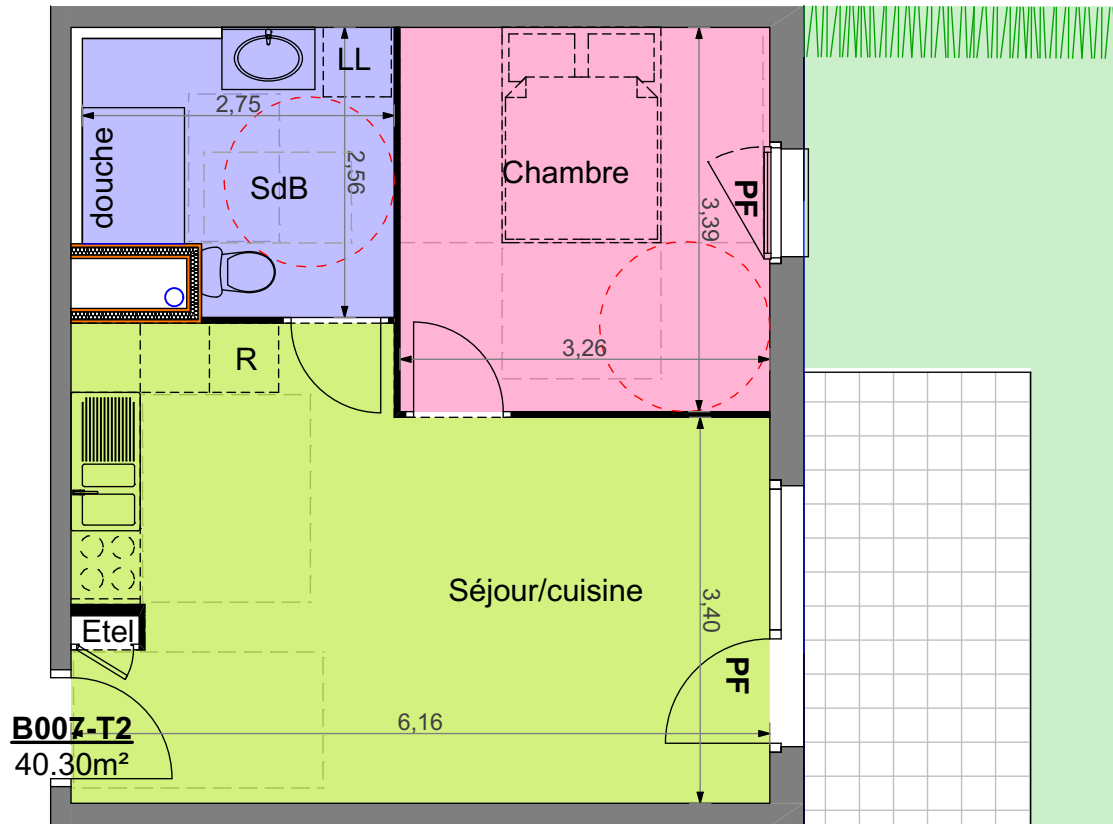 LL
2,75
douche
2,56
SdB
Chambre
PF
3,39
3,26
R
Séjour/cuisine
3,40
Etel
PF
B007-T2
6,16
40.30m²